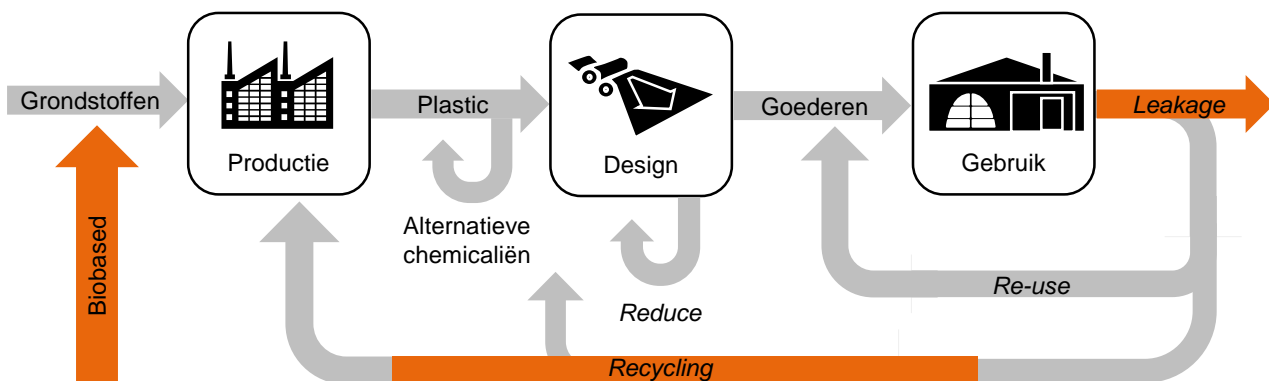 Grondstoffen
Productie
Plastic
Alternatieve
chemicaliën
Design
Reduce
Goederen
Gebruik
Leakage
Re-use
Recycling
Biobased